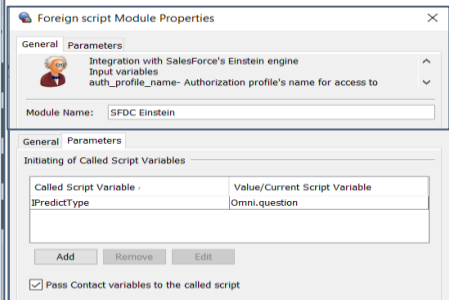 Foreign script Module Properties
General Parameters
Integration with SalesForce's Einstein engine
Input variables
auth_profile_name- Authorization profile's name for access to
Module Name: SFDC Einstein
General Parameters
Initiating of Called Script Variables
Called Script Variable Value/Current Script Variable
IPredictType Omni.question
Add Remove Edit
Pass Contact variables to the called script